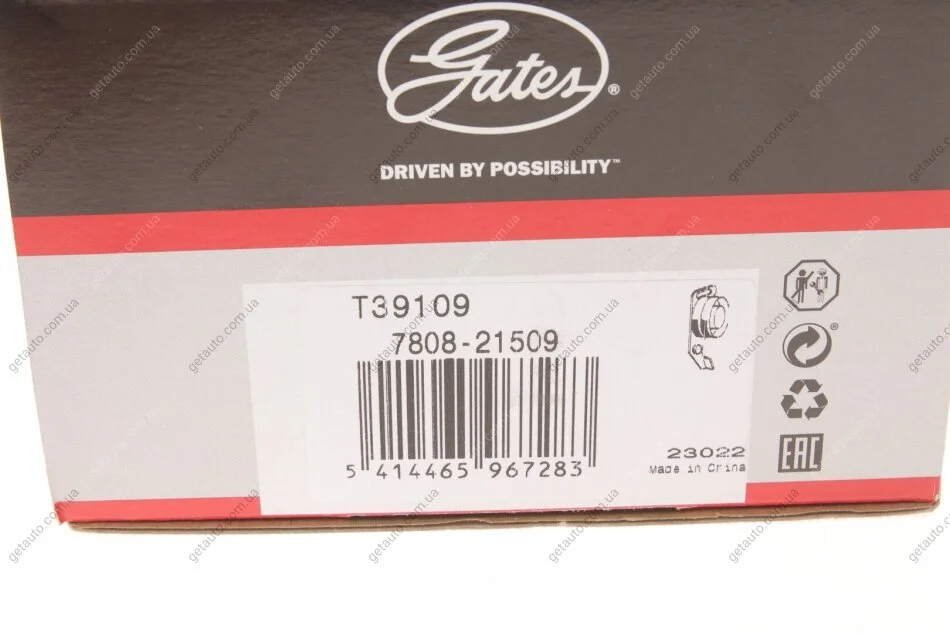 Gates®
DRIVEN BY POSSIBILITY™
T39109
7808-21509
5 414465 967283
23022
Made in China
EAC
getauto.com.ua